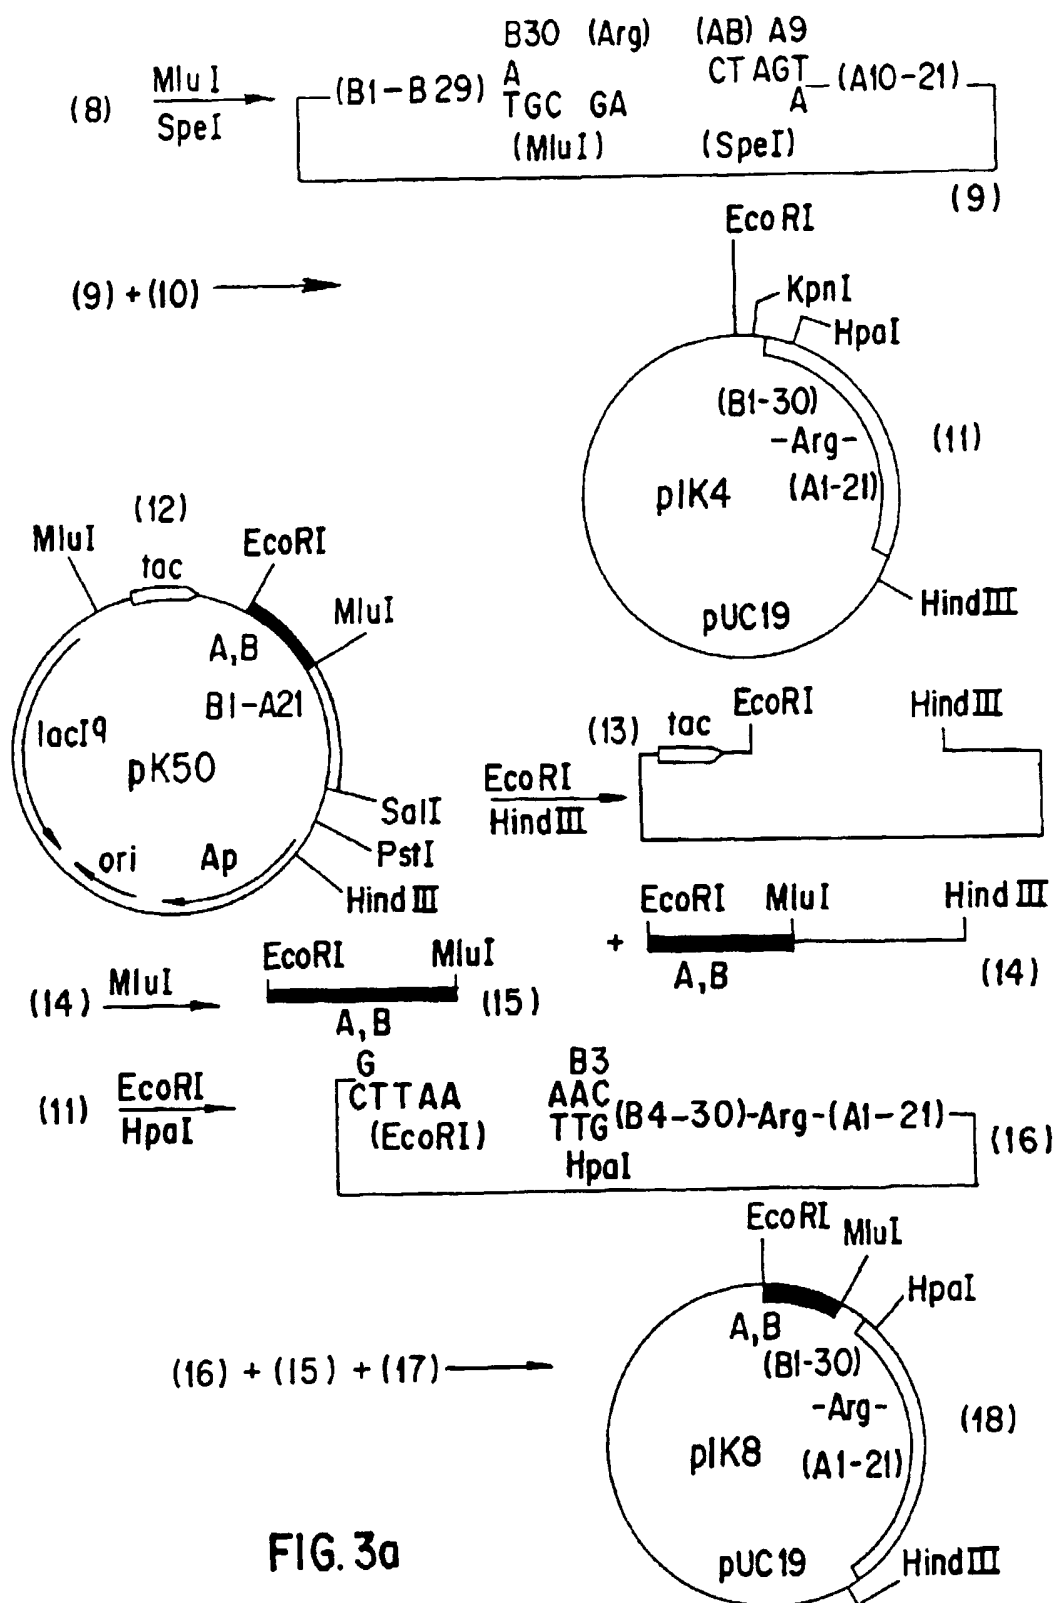 B30 (Arg) (AB) A9
(8) MluI
SpeI
(B1-B29) A
TGC GA
CT AGT
A
(A10-21)
(MluI) (SpeI)
(9)
(9) + (10)
EcoRI
KpnI
HpaI
(B1-30)
-Arg-
(A1-21)
(11)
pIK4
pUC19
HindIII
(12)
MluI
tac
EcoRI
MluI
A,B
B1-A21
lacIq
pK50
SalI
PstI
HindIII
ori
Ap
EcoRI
HindIII
(13)
tac
EcoRI
HindIII
+
EcoRI MluI HindIII
A,B
(14)
(14) MluI
EcoRI MluI
A,B
(15)
(11) EcoRI
HpaI
G
CTTAA
(EcoRI)
B3
AAC
TTG
HpaI
(B4-30)-Arg-(A1-21)
(16)
(16) + (15) + (17)
EcoRI
MluI
HpaI
A,B
(B1-30)
-Arg-
(A1-21)
(18)
pIK8
pUC19
HindIII
FIG. 3a